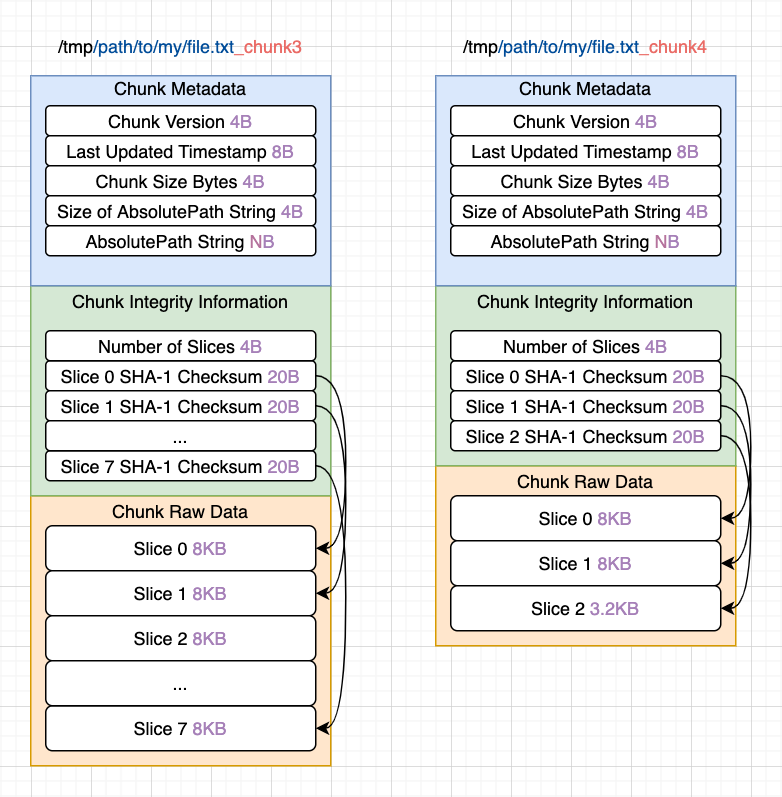 /tmp/path/to/my/file.txt_chunk3
Chunk Metadata
Chunk Version 4B
Last Updated Timestamp 8B
Chunk Size Bytes 4B
Size of AbsolutePath String 4B
AbsolutePath String NB
Chunk Integrity Information
Number of Slices 4B
Slice 0 SHA-1 Checksum 20B
Slice 1 SHA-1 Checksum 20B
...
Slice 7 SHA-1 Checksum 20B
Chunk Raw Data
Slice 0 8KB
Slice 1 8KB
Slice 2 8KB
...
Slice 7 8KB
/tmp/path/to/my/file.txt_chunk4
Chunk Metadata
Chunk Version 4B
Last Updated Timestamp 8B
Chunk Size Bytes 4B
Size of AbsolutePath String 4B
AbsolutePath String NB
Chunk Integrity Information
Number of Slices 4B
Slice 0 SHA-1 Checksum 20B
Slice 1 SHA-1 Checksum 20B
Slice 2 SHA-1 Checksum 20B
Chunk Raw Data
Slice 0 8KB
Slice 1 8KB
Slice 2 3.2KB